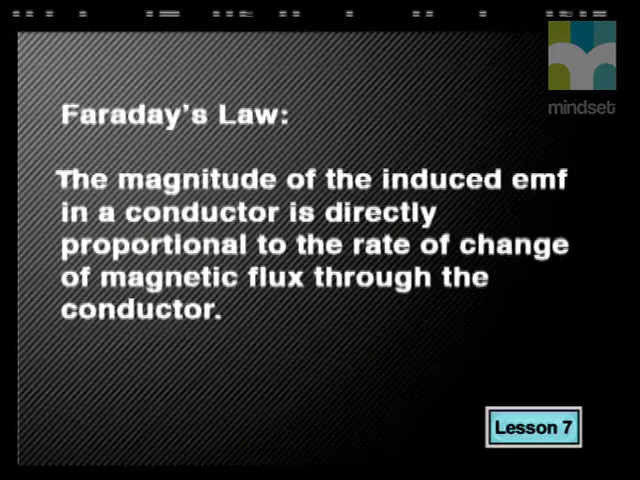 mindset
Faraday's Law:
The magnitude of the induced emf
in a conductor is directly
proportional to the rate of change
of magnetic flux through the
conductor.
Lesson 7